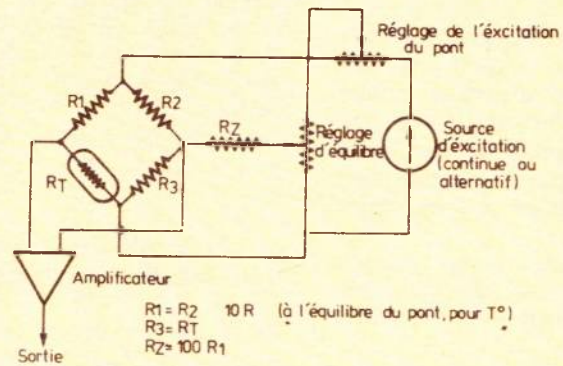 Réglage de l'éxcitation
du pont
R1
R2
RZ
Réglage
d'équilibre
Source
d'éxcitation
(continue ou
alternatif)
RT
R3
Amplificateur
R1 = R2 10 R (à l'équilibre du pont, pour T°)
R3 = RT
RZ = 100 R1
Sortie